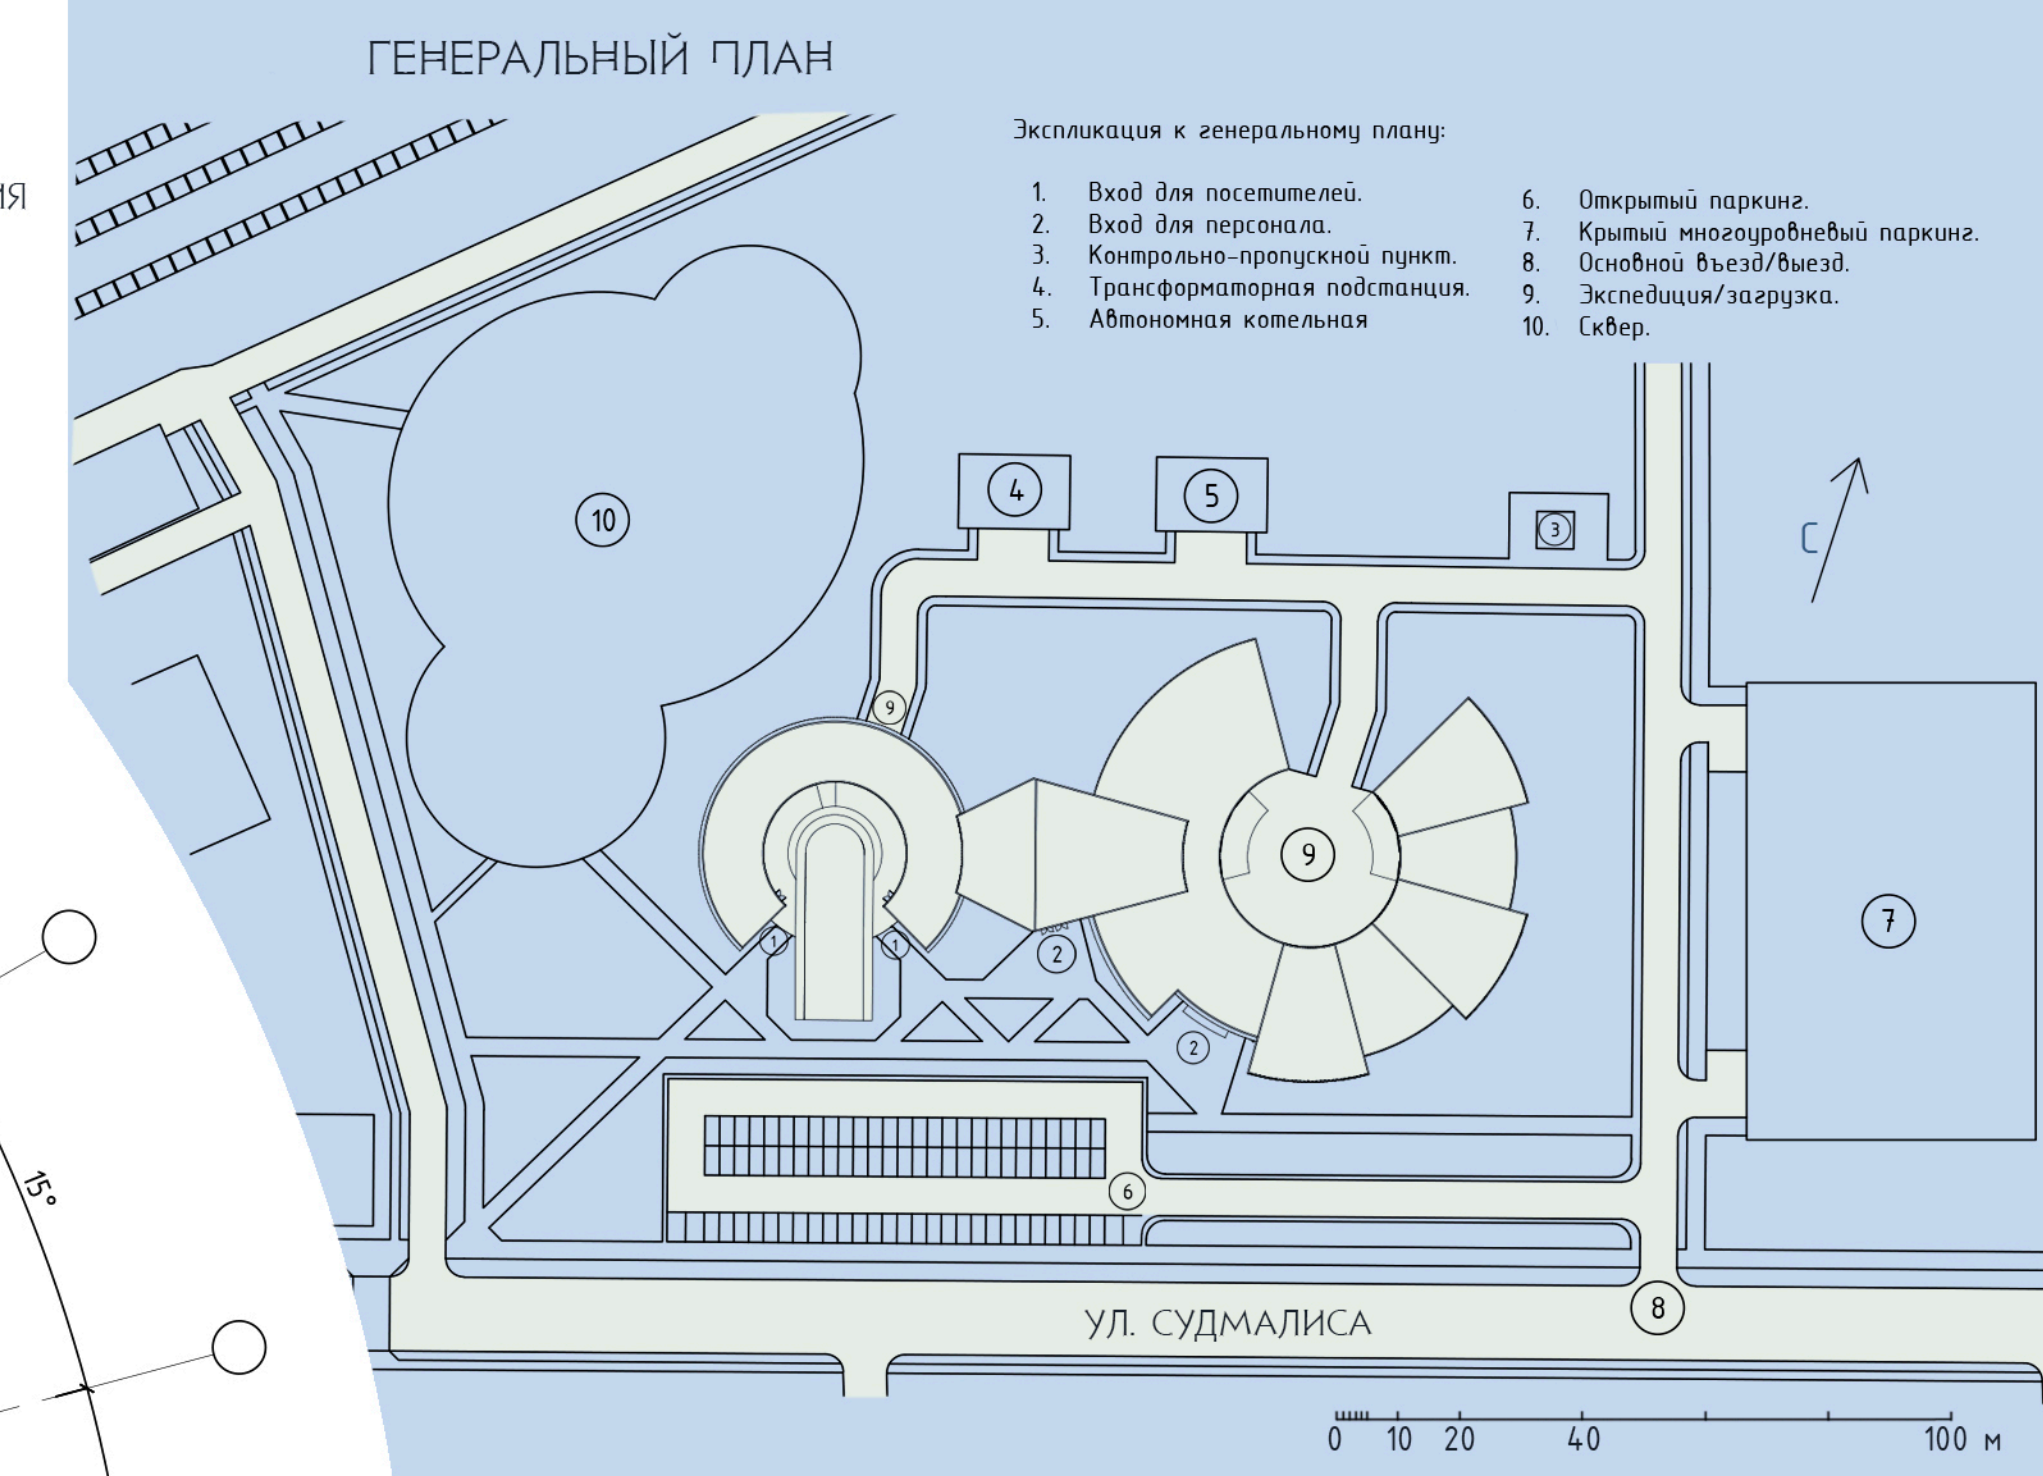 ГЕНЕРАЛЬНЫЙ ПЛАН
ИЯ
Экспликация к генеральному плану:
1. Вход для посетителей.
2. Вход для персонала.
3. Контрольно-пропускной пункт.
4. Трансформаторная подстанция.
5. Автономная котельная
6. Открытый паркинг.
7. Крытый многоуровневый паркинг.
8. Основной въезд/выезд.
9. Экспедиция/загрузка.
10. Сквер.
4
5
3
10
С
9
9
7
1
1
2
2
6
15°
8
УЛ. СУДМАЛИСА
0 10 20 40 100 м